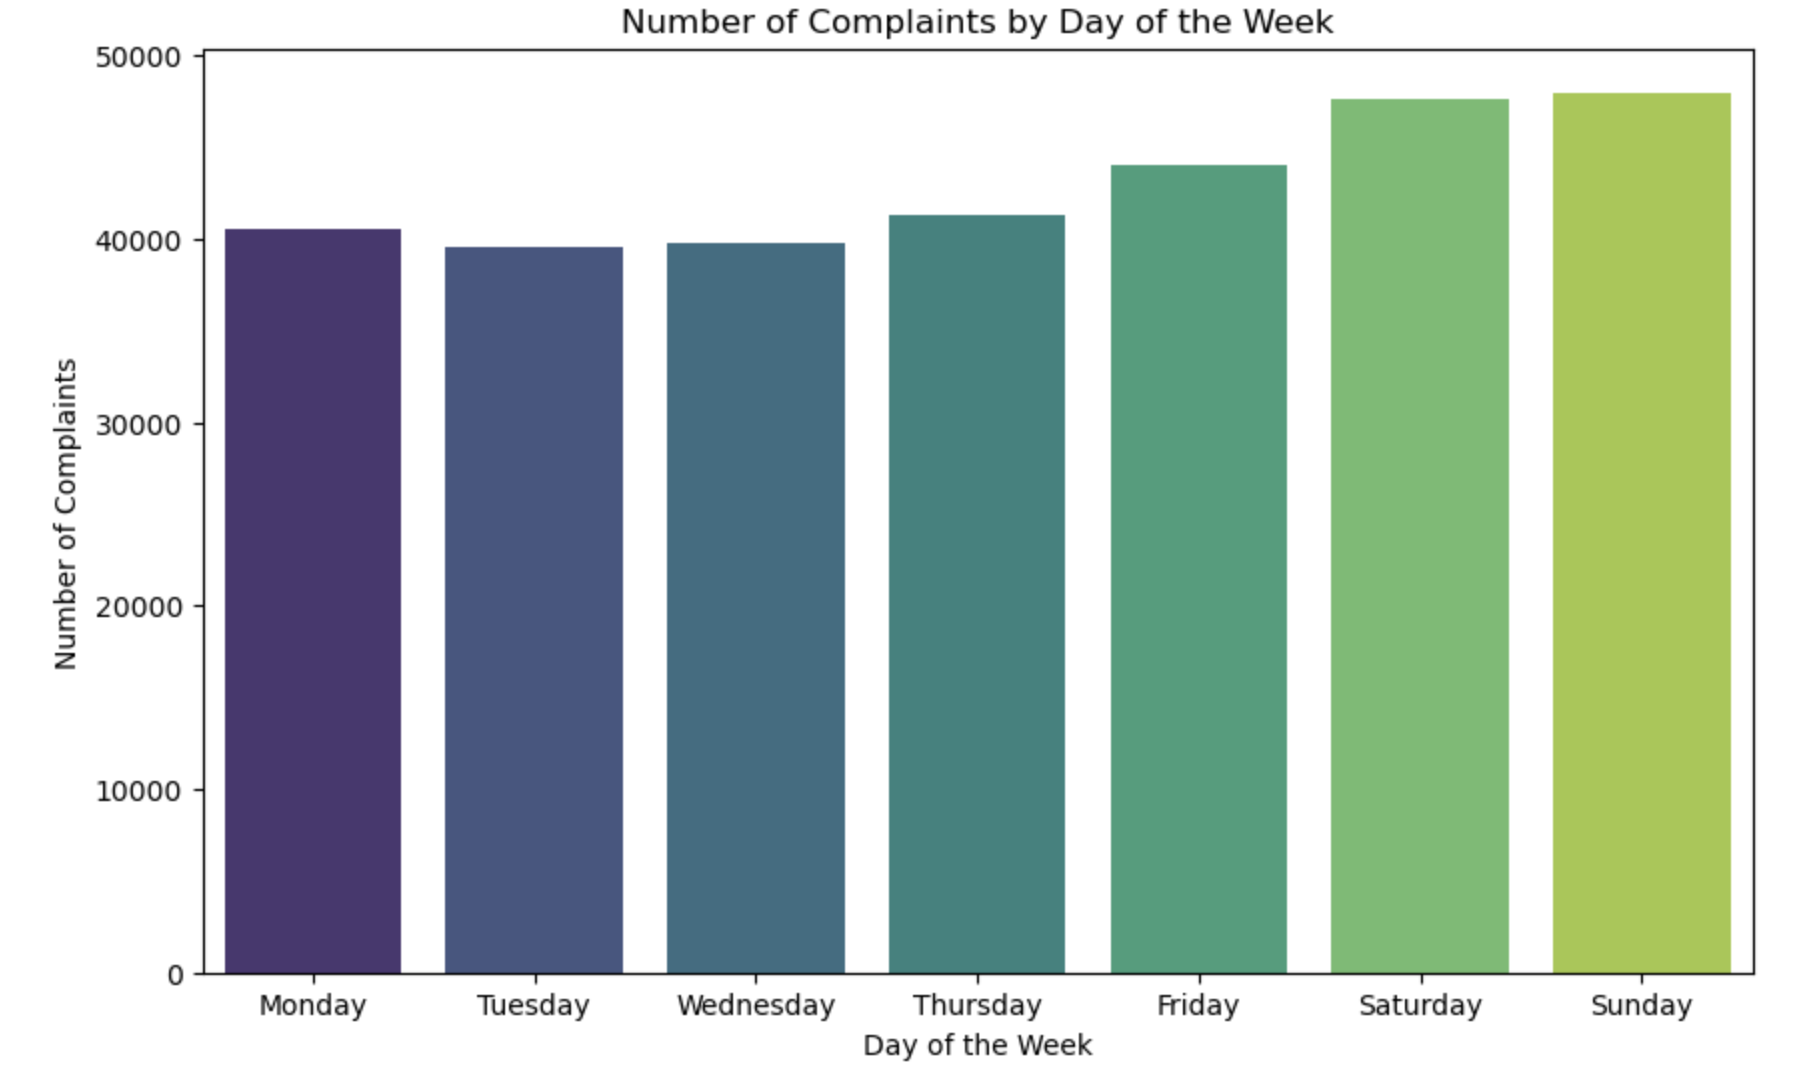 Number of Complaints by Day of the Week
Number of Complaints
50000
40000
30000
20000
10000
0
Monday Tuesday Wednesday Thursday Friday Saturday Sunday
Day of the Week